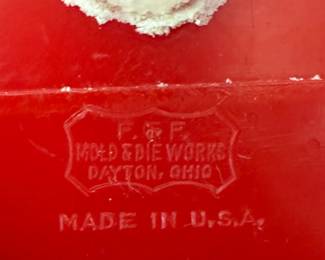 F. & F.
MOLD & DIE WORKS
DAYTON, OHIO
MADE IN U.S.A.